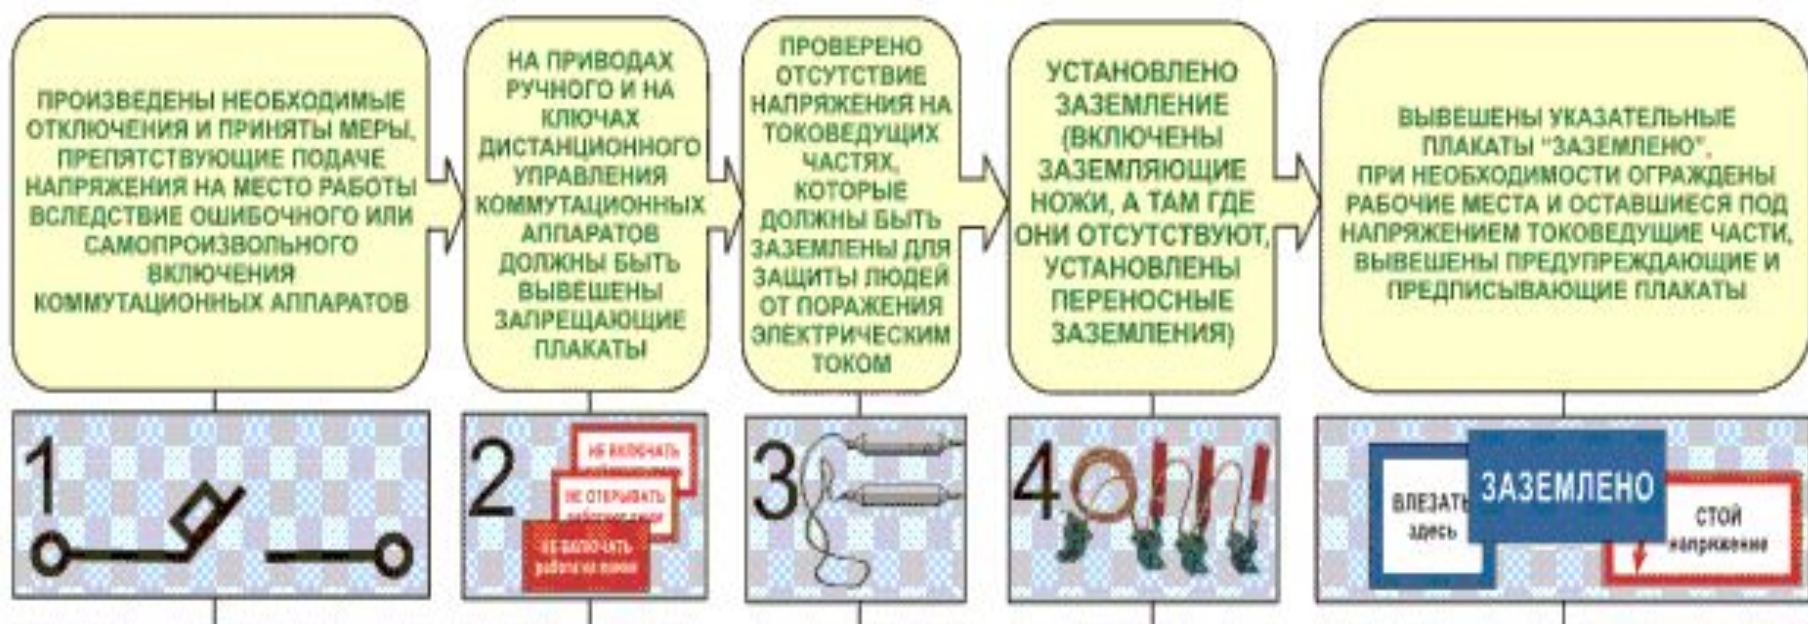 ПРОИЗВЕДЕНЫ НЕОБХОДИМЫЕ
ОТКЛЮЧЕНИЯ И ПРИНЯТЫ МЕРЫ,
ПРЕПЯТСТВУЮЩИЕ ПОДАЧЕ
НАПРЯЖЕНИЯ НА МЕСТО РАБОТЫ
ВСЛЕДСТВИЕ ОШИБОЧНОГО ИЛИ
САМОПРОИЗВОЛЬНОГО
ВКЛЮЧЕНИЯ
КОММУТАЦИОННЫХ АППАРАТОВ
НА ПРИВОДАХ
РУЧНОГО И НА
КЛЮЧАХ
ДИСТАНЦИОННОГО
УПРАВЛЕНИЯ
КОММУТАЦИОННЫХ
АППАРАТОВ
ДОЛЖНЫ БЫТЬ
ВЫВЕШЕНЫ
ЗАПРЕЩАЮЩИЕ
ПЛАКАТЫ
ПРОВЕРЕНО
ОТСУТСТВИЕ
НАПРЯЖЕНИЯ НА
ТОКОВЕДУЩИХ
ЧАСТЯХ,
КОТОРЫЕ
ДОЛЖНЫ БЫТЬ
ЗАЗЕМЛЕНЫ ДЛЯ
ЗАЩИТЫ ЛЮДЕЙ
ОТ ПОРАЖЕНИЯ
ЭЛЕКТРИЧЕСКИМ
ТОКОМ
УСТАНОВЛЕНО
ЗАЗЕМЛЕНИЕ
(ВКЛЮЧЕНЫ
ЗАЗЕМЛЯЮЩИЕ
НОЖИ, А ТАМ ГДЕ
ОНИ ОТСУТСТВУЮТ,
УСТАНОВЛЕНЫ
ПЕРЕНОСНЫЕ
ЗАЗЕМЛЕНИЯ)
ВЫВЕШЕНЫ УКАЗАТЕЛЬНЫЕ
ПЛАКАТЫ "ЗАЗЕМЛЕНО",
ПРИ НЕОБХОДИМОСТИ ОГРАЖДЕНЫ
РАБОЧИЕ МЕСТА И ОСТАВШИЕСЯ ПОД
НАПРЯЖЕНИЕМ ТОКОВЕДУЩИЕ ЧАСТИ,
ВЫВЕШЕНЫ ПРЕДУПРЕЖДАЮЩИЕ И
ПРЕДПИСЫВАЮЩИЕ ПЛАКАТЫ
1
2
НЕ ВКЛЮЧАТЬ
НЕ ОТКРЫВАТЬ
НЕ ВКЛЮЧАТЬ
работа на линии
3
4
ВЛЕЗАТЬ
здесь
ЗАЗЕМЛЕНО
СТОЙ
напряжение